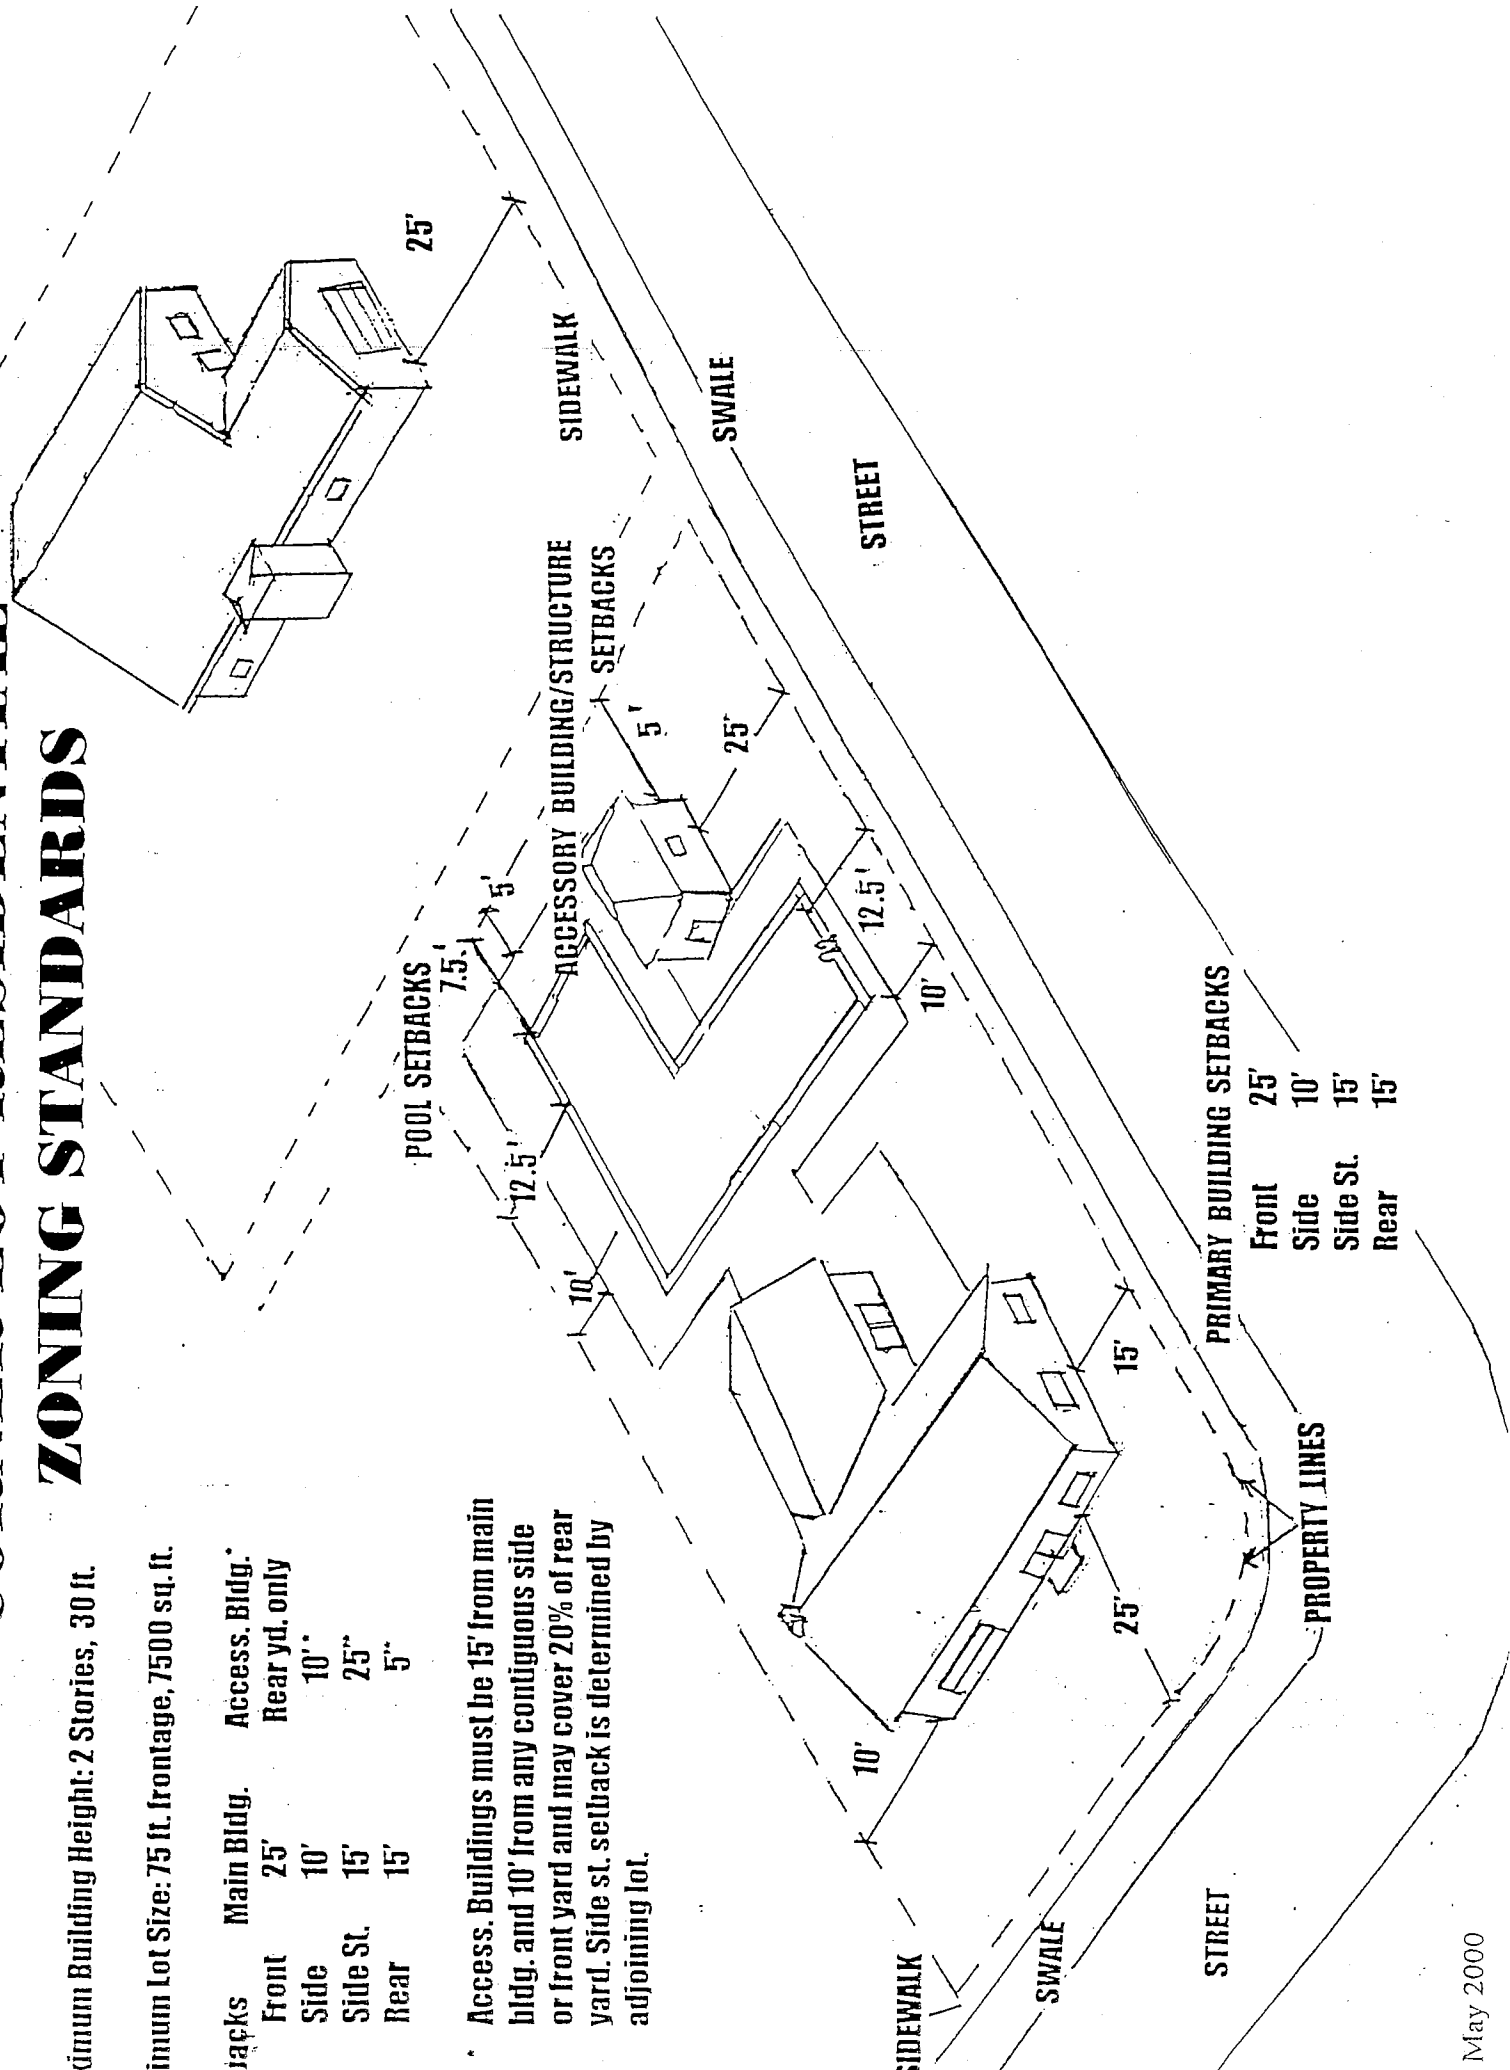 ZONING STANDARDS
ximum Building Height: 2 Stories, 30 ft.
imum Lot Size: 75 ft. frontage, 7500 sq. ft.
backs Main Bldg. Access. Bldg.*
Front 25' Rear yd. only
Side 10' 10'*
Side St. 15' 25'*
Rear 15' 5'*
* Access. Buildings must be 15' from main
bldg. and 10' from any contiguous side
or front yard and may cover 20% of rear
yard. Side st. setback is determined by
adjoining lot.
25'
SIDEWALK
SWALE
STREET
POOL SETBACKS
7.5'
5'
ACCESSORY BUILDING/STRUCTURE
SETBACKS
5'
25'
12.5'
12.5'
10'
10'
15'
10'
25'
PROPERTY LINES
PRIMARY BUILDING SETBACKS
Front 25'
Side 10'
Side St. 15'
Rear 15'
SIDEWALK
SWALE
STREET
May 2000